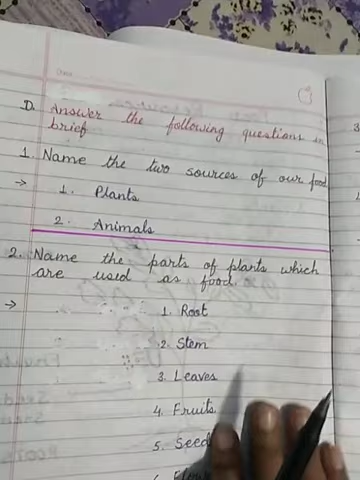 D. Answer the following questions in
brief
1. Name the two sources of our food
→ 1. Plants
2. Animals
2. Name the parts of plants which
are used as food.
→ 1. Root
2. Stem
3. Leaves
4. Fruits
5. Seed
3.